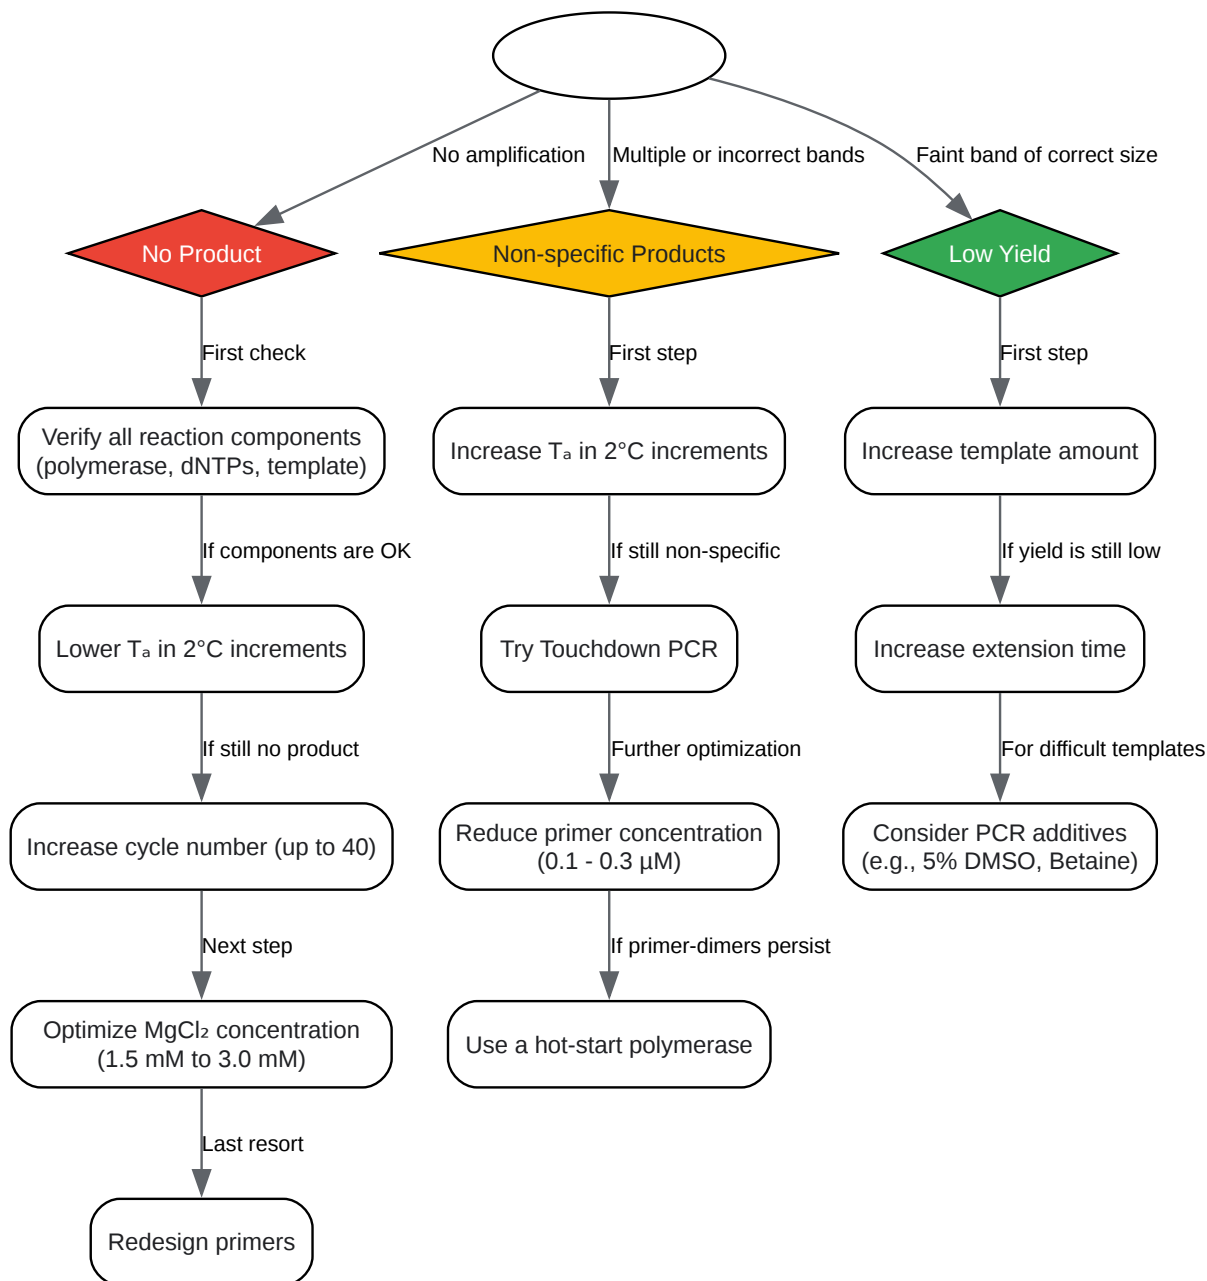 No amplification
Multiple or incorrect bands
Faint band of correct size
No Product
Non-specific Products
Low Yield
First check
First step
First step
Verify all reaction components
(polymerase, dNTPs, template)
Increase Tₐ in 2°C increments
Increase template amount
If components are OK
If still non-specific
If yield is still low
Lower Tₐ in 2°C increments
Try Touchdown PCR
Increase extension time
If still no product
Further optimization
For difficult templates
Increase cycle number (up to 40)
Reduce primer concentration
(0.1 - 0.3 µM)
Consider PCR additives
(e.g., 5% DMSO, Betaine)
Next step
If primer-dimers persist
Optimize MgCl₂ concentration
(1.5 mM to 3.0 mM)
Use a hot-start polymerase
Last resort
Redesign primers